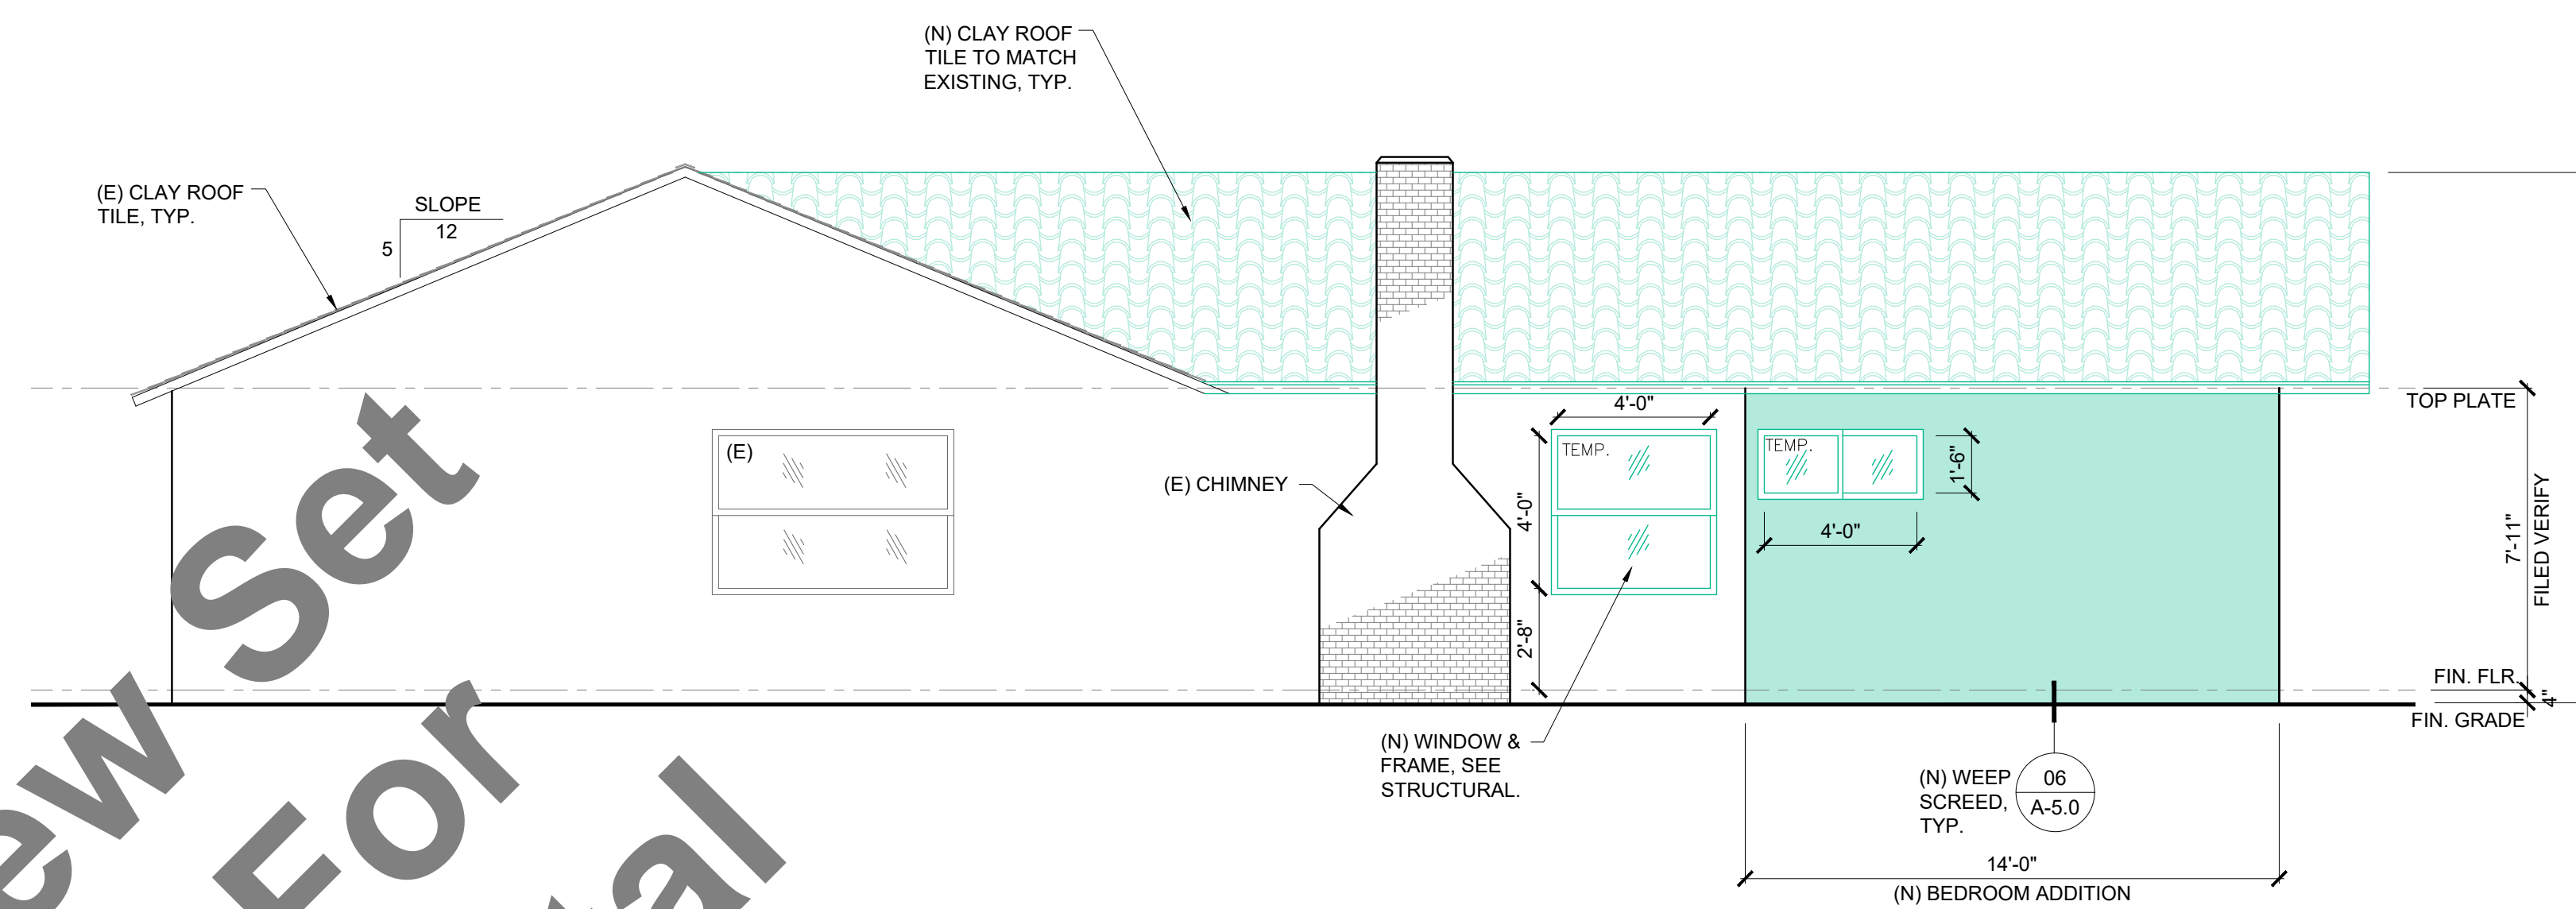 (N) CLAY ROOF
TILE TO MATCH
EXISTING, TYP.
(E) CLAY ROOF
TILE, TYP.
SLOPE
12
5
TOP PLATE
4'-0"
(E)
TEMP.
TEMP.
1'-6"
(E) CHIMNEY
4'-0"
4'-0"
7'-11"
FILED VERIFY
2'-8"
FIN. FLR.
4"
FIN. GRADE
(N) WINDOW &
FRAME, SEE
STRUCTURAL.
(N) WEEP
SCREED,
TYP.
06
A-5.0
14'-0"
(N) BEDROOM ADDITION
Set
For